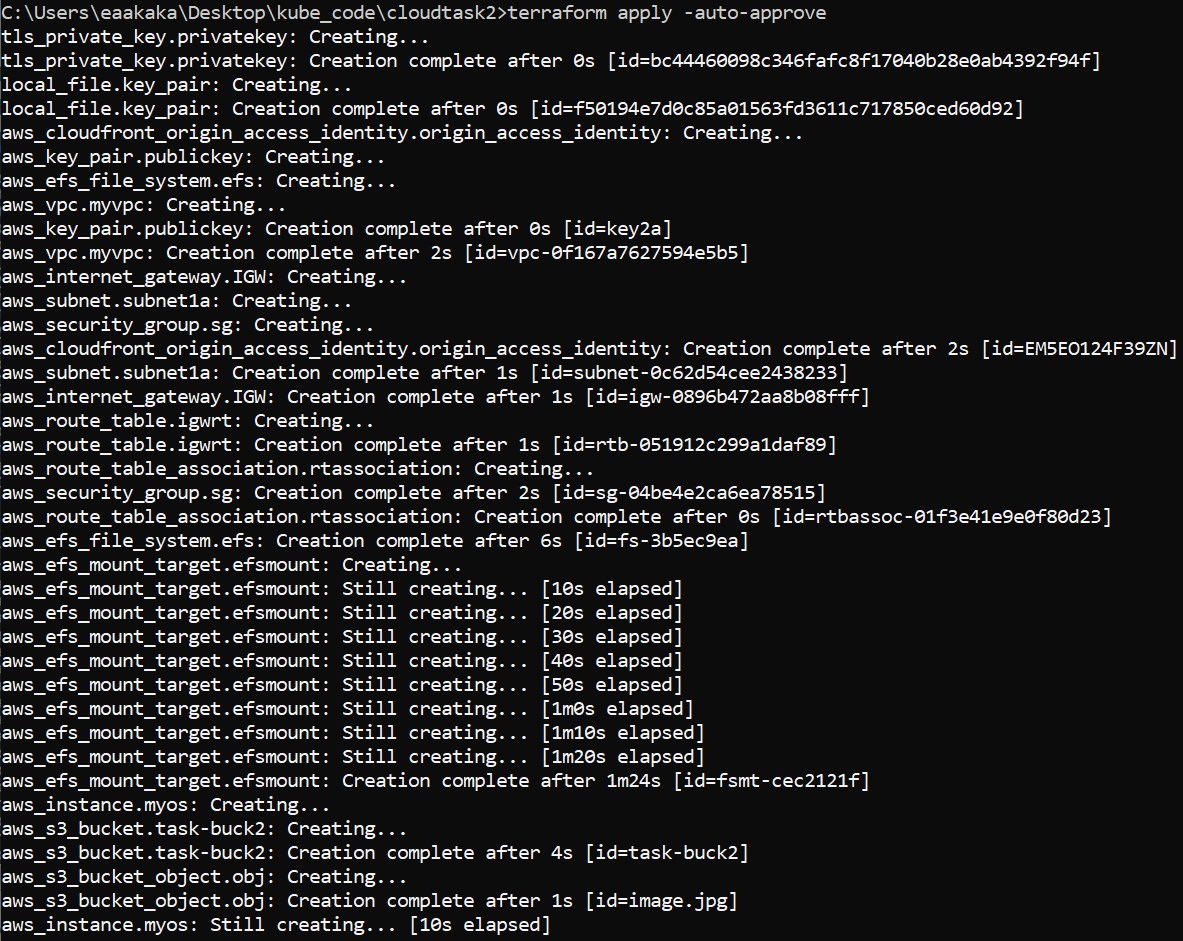 C:\Users\eaakaka\Desktop\kube_code\cloudtask2>terraform apply -auto-approve
tls_private_key.privatekey: Creating...
tls_private_key.privatekey: Creation complete after 0s [id=bc44460098c346fafc8f17040b28e0ab4392f94f]
local_file.key_pair: Creating...
local_file.key_pair: Creation complete after 0s [id=f50194e7d0c85a01563fd3611c717850ced60d92]
aws_cloudfront_origin_access_identity.origin_access_identity: Creating...
aws_key_pair.publickey: Creating...
aws_efs_file_system.efs: Creating...
aws_vpc.myvpc: Creating...
aws_key_pair.publickey: Creation complete after 0s [id=key2a]
aws_vpc.myvpc: Creation complete after 2s [id=vpc-0f167a7627594e5b5]
aws_internet_gateway.IGW: Creating...
aws_subnet.subnet1a: Creating...
aws_security_group.sg: Creating...
aws_cloudfront_origin_access_identity.origin_access_identity: Creation complete after 2s [id=EM5EO124F39ZN]
aws_subnet.subnet1a: Creation complete after 1s [id=subnet-0c62d54cee2438233]
aws_internet_gateway.IGW: Creation complete after 1s [id=igw-0896b472aa8b08fff]
aws_route_table.igwrt: Creating...
aws_route_table.igwrt: Creation complete after 1s [id=rtb-051912c299a1daf89]
aws_route_table_association.rtassociation: Creating...
aws_security_group.sg: Creation complete after 2s [id=sg-04be4e2ca6ea78515]
aws_route_table_association.rtassociation: Creation complete after 0s [id=rtbassoc-01f3e41e9e0f80d23]
aws_efs_file_system.efs: Creation complete after 6s [id=fs-3b5ec9ea]
aws_efs_mount_target.efsmount: Creating...
aws_efs_mount_target.efsmount: Still creating... [10s elapsed]
aws_efs_mount_target.efsmount: Still creating... [20s elapsed]
aws_efs_mount_target.efsmount: Still creating... [30s elapsed]
aws_efs_mount_target.efsmount: Still creating... [40s elapsed]
aws_efs_mount_target.efsmount: Still creating... [50s elapsed]
aws_efs_mount_target.efsmount: Still creating... [1m0s elapsed]
aws_efs_mount_target.efsmount: Still creating... [1m10s elapsed]
aws_efs_mount_target.efsmount: Still creating... [1m20s elapsed]
aws_efs_mount_target.efsmount: Creation complete after 1m24s [id=fsmt-cec2121f]
aws_instance.myos: Creating...
aws_s3_bucket.task-buck2: Creating...
aws_s3_bucket.task-buck2: Creation complete after 4s [id=task-buck2]
aws_s3_bucket_object.obj: Creating...
aws_s3_bucket_object.obj: Creation complete after 1s [id=image.jpg]
aws_instance.myos: Still creating... [10s elapsed]